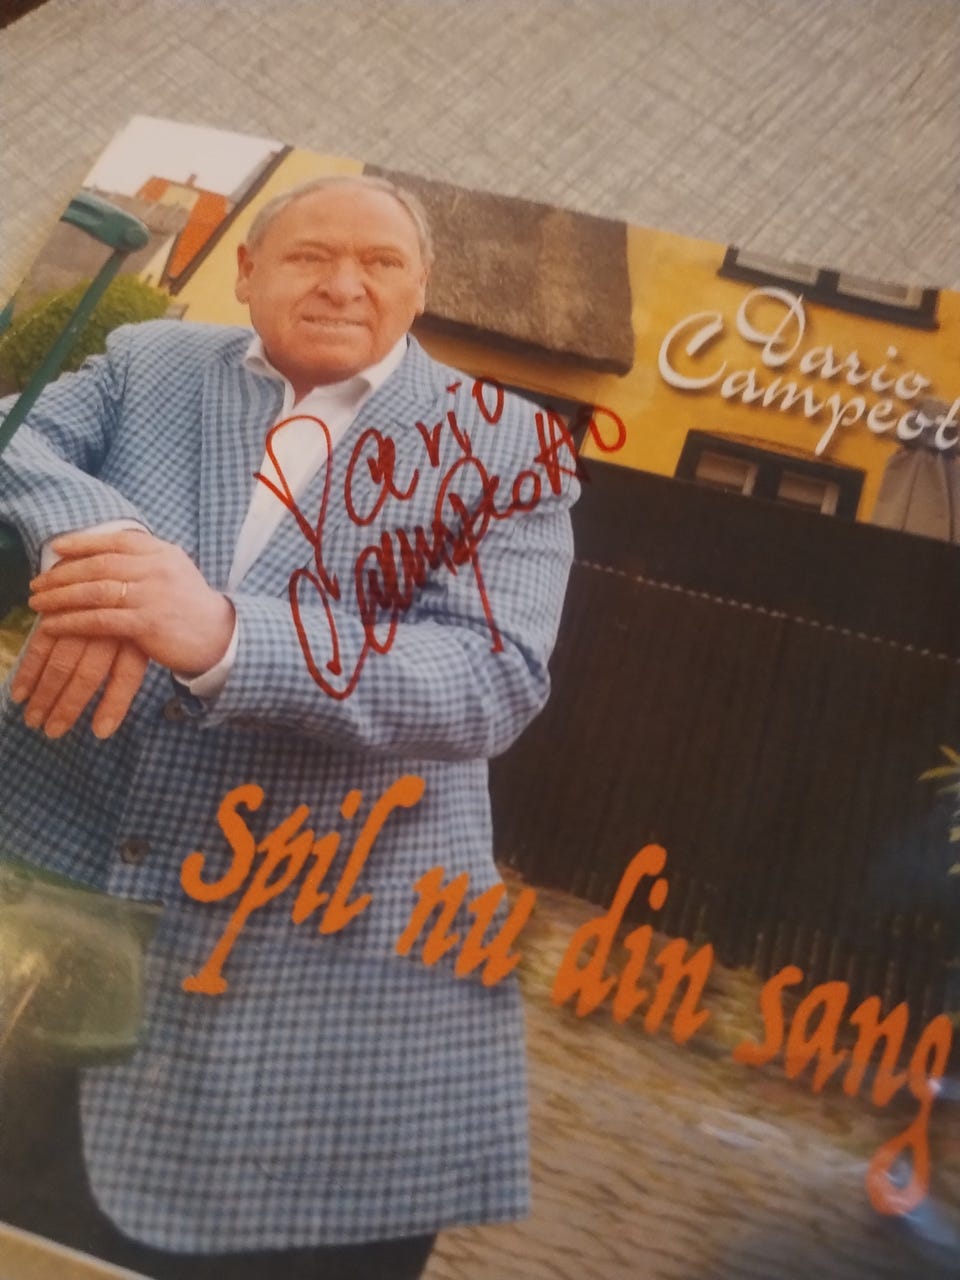 Dario
Campeot
Dario
Campeotto
Spil nu din sang